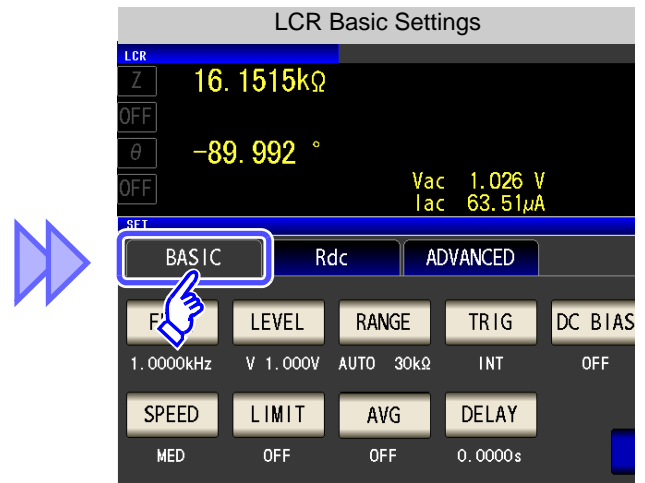 LCR Basic Settings
LCR
Z 16.1515kΩ
OFF
θ -89.992 °
OFF
Vac 1.026 V
Iac 63.51μA
SET
BASIC Rdc ADVANCED
F LEVEL RANGE TRIG DC BIAS
1.0000kHz V 1.000V AUTO 30kΩ INT OFF
SPEED LIMIT AVG DELAY
MED OFF OFF 0.0000s